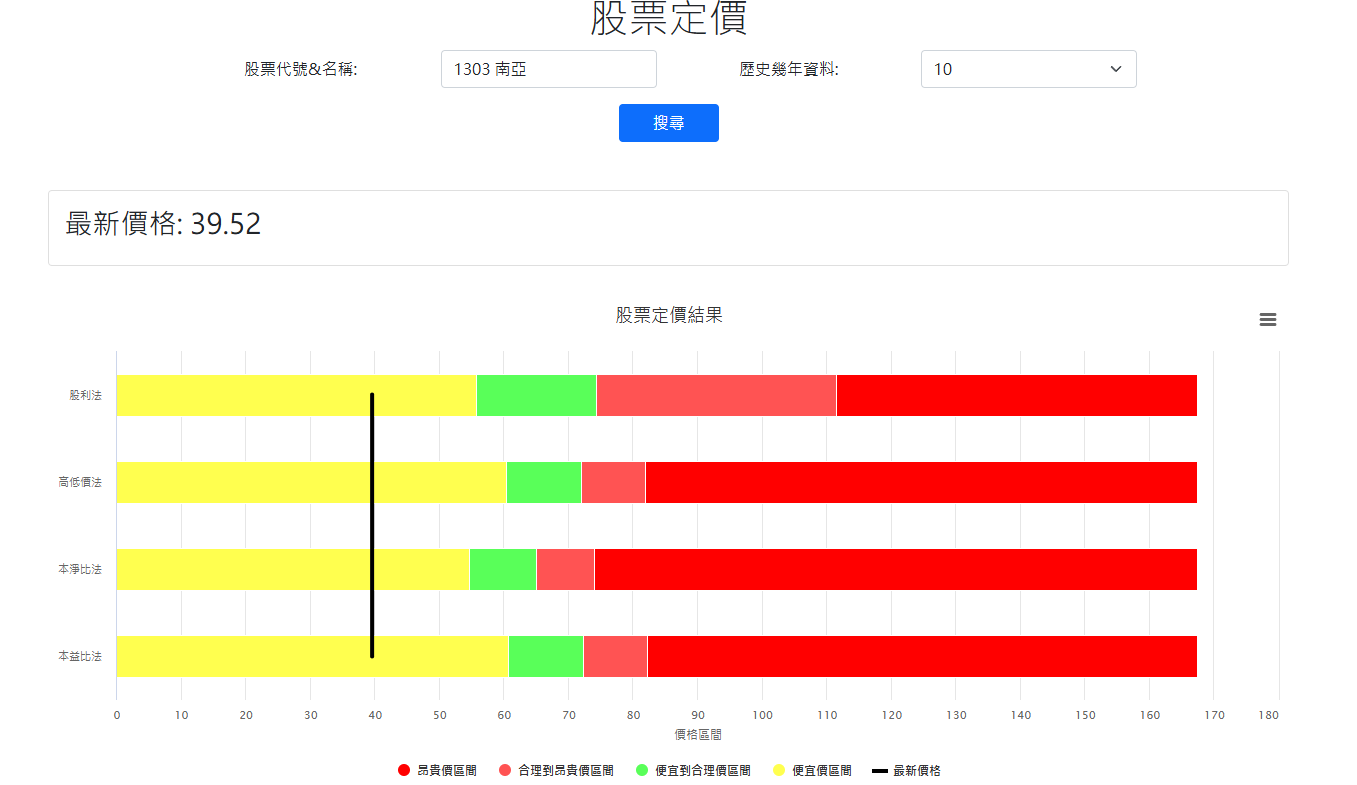 股票定價
股票代號&名稱: 1303 南亞 歷史幾年資料: 10
搜尋
最新價格: 39.52
股票定價結果
股利法
高低價法
本淨比法
本益比法
0 10 20 30 40 50 60 70 80 90 100 110 120 130 140 150 160 170 180
價格區間
昂貴價區間 合理到昂貴價區間 便宜到合理價區間 便宜價區間 最新價格